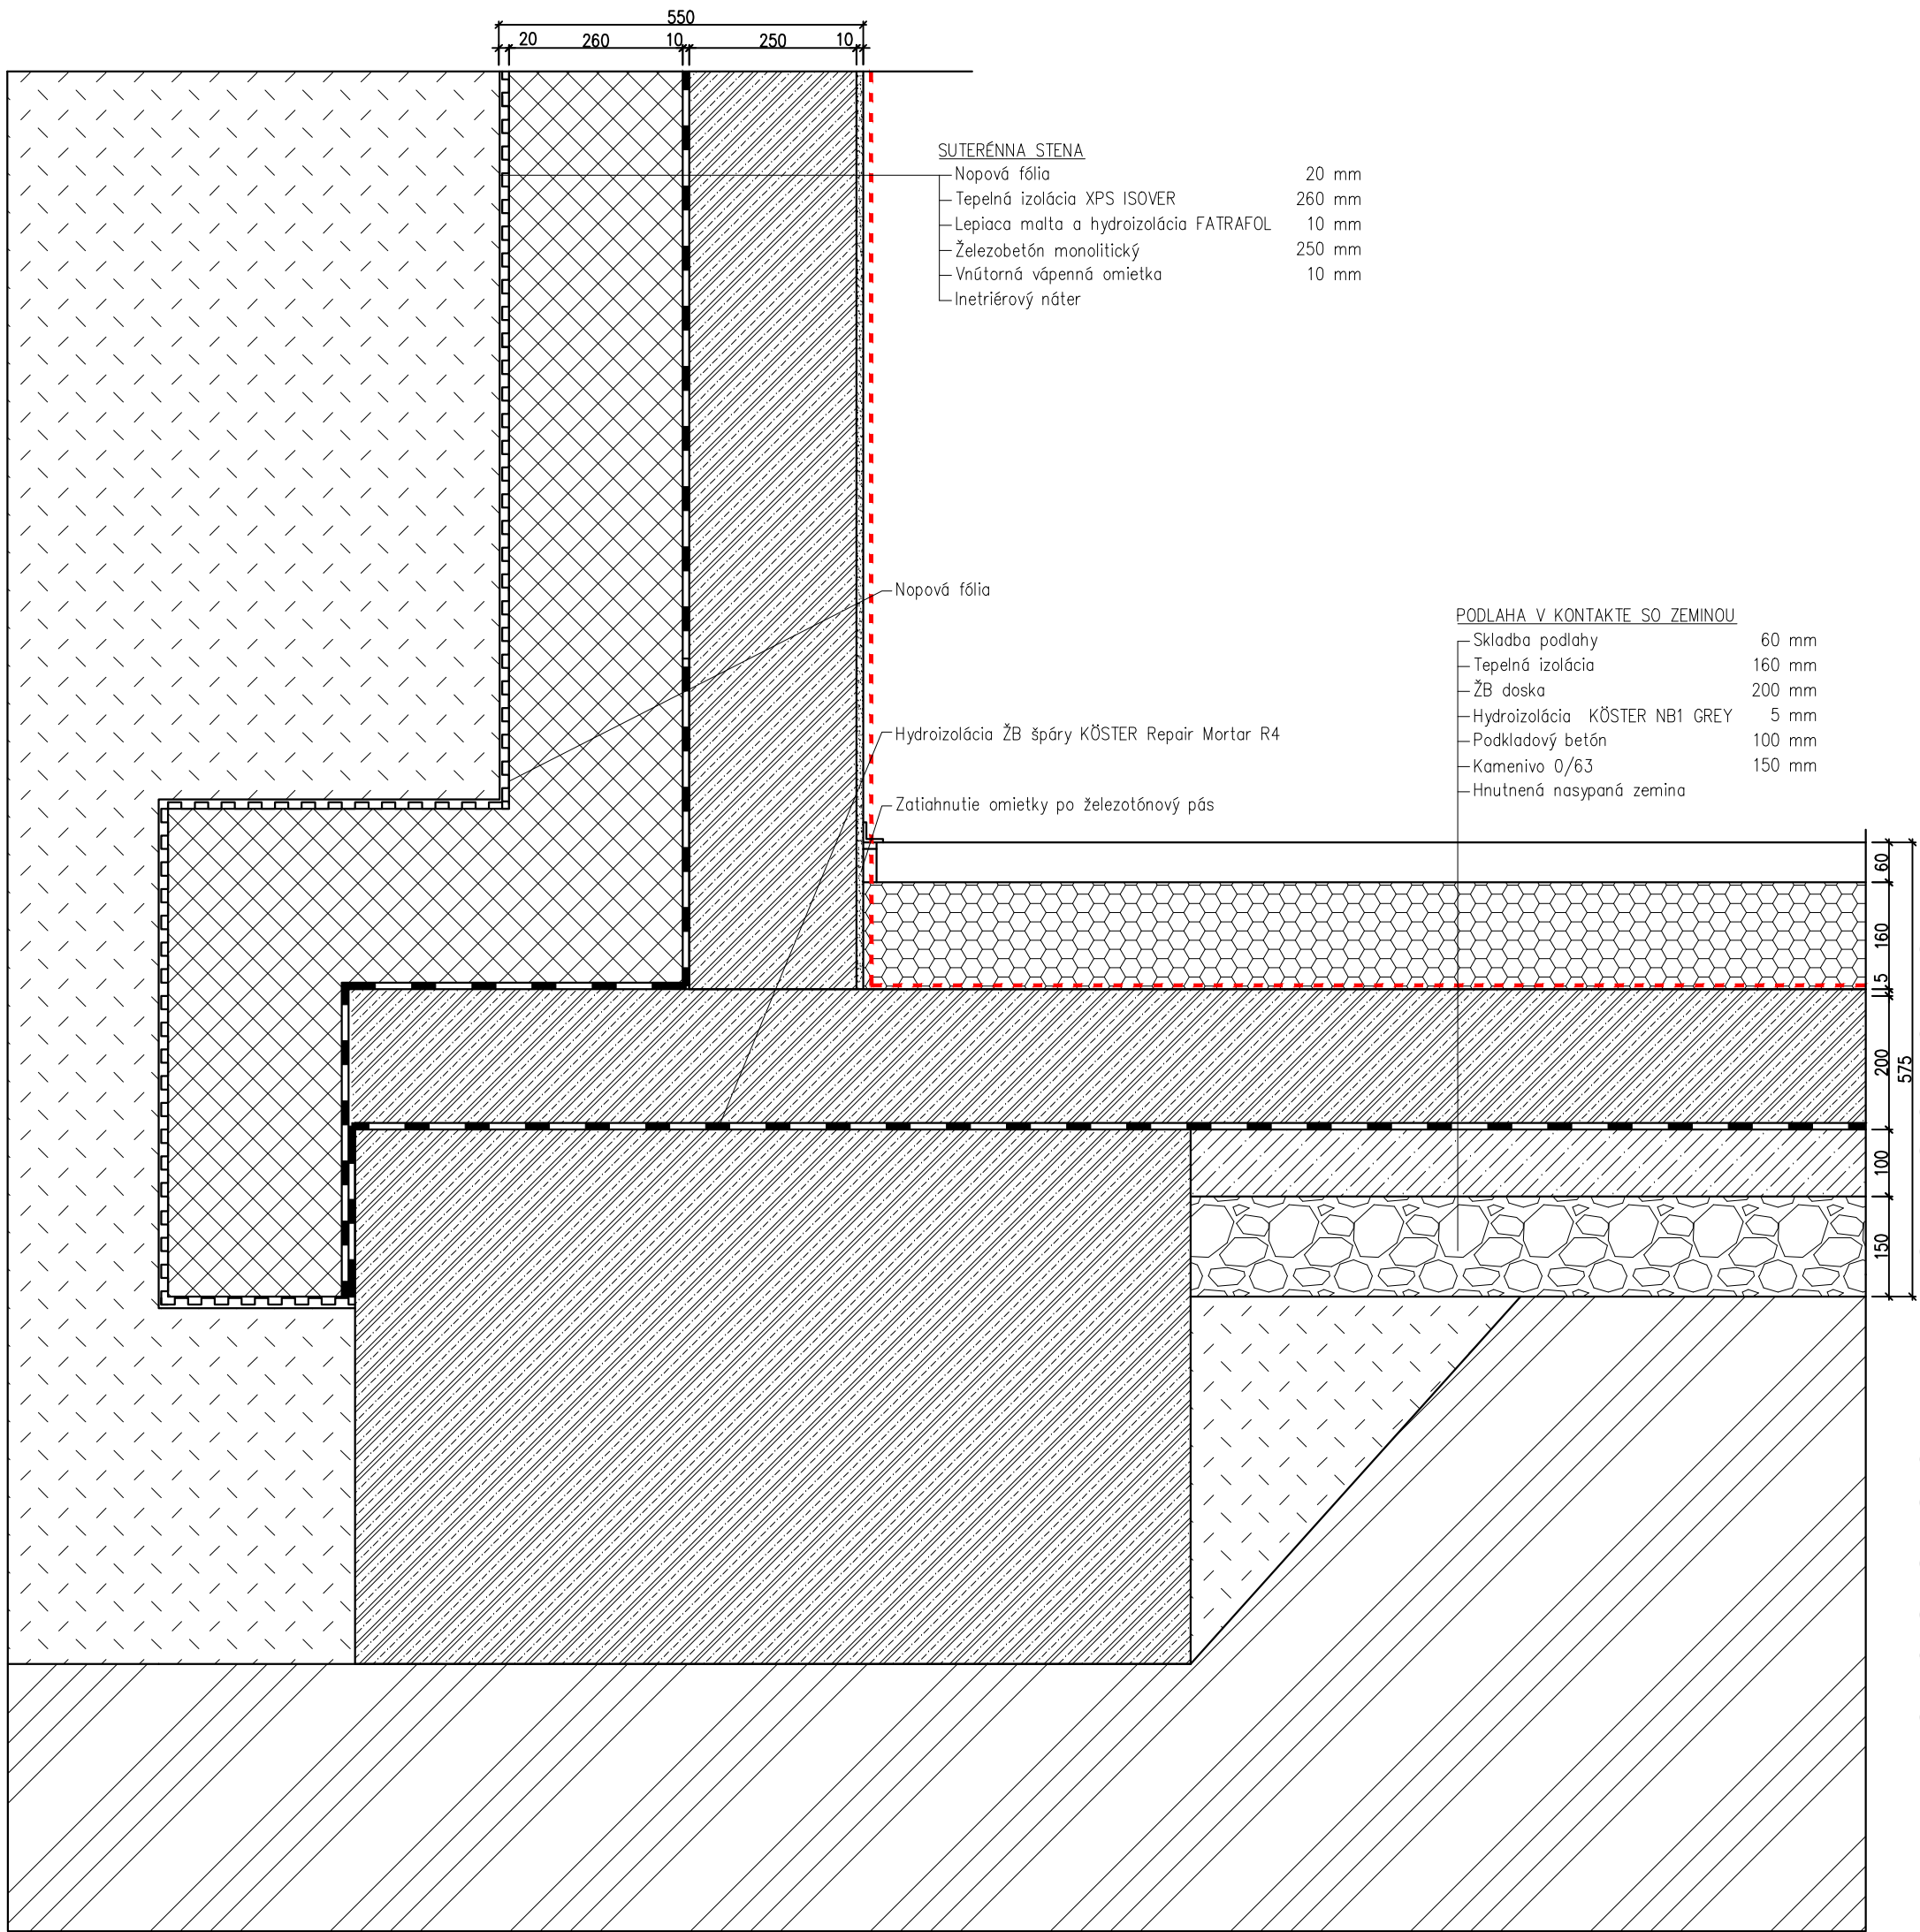 550
20 260 10 250 10
SUTERÉNNA STENA
Nopová fólia 20 mm
Tepelná izolácia XPS ISOVER 260 mm
Lepiaca malta a hydroizolácia FATRAFOL 10 mm
Železobetón monolitický 250 mm
Vnútorná vápenná omietka 10 mm
Inetriérový náter
Nopová fólia
Hydroizolácia ŽB špáry KÖSTER Repair Mortar R4
Zatiahnutie omietky po železotónový pás
PODLAHA V KONTAKTE SO ZEMINOU
Skladba podlahy 60 mm
Tepelná izolácia 160 mm
ŽB doska 200 mm
Hydroizolácia KÖSTER NB1 GREY 5 mm
Podkladový betón 100 mm
Kamenivo 0/63 150 mm
Hnutnená nasypaná zemina
60
160
5
200
100
150
575